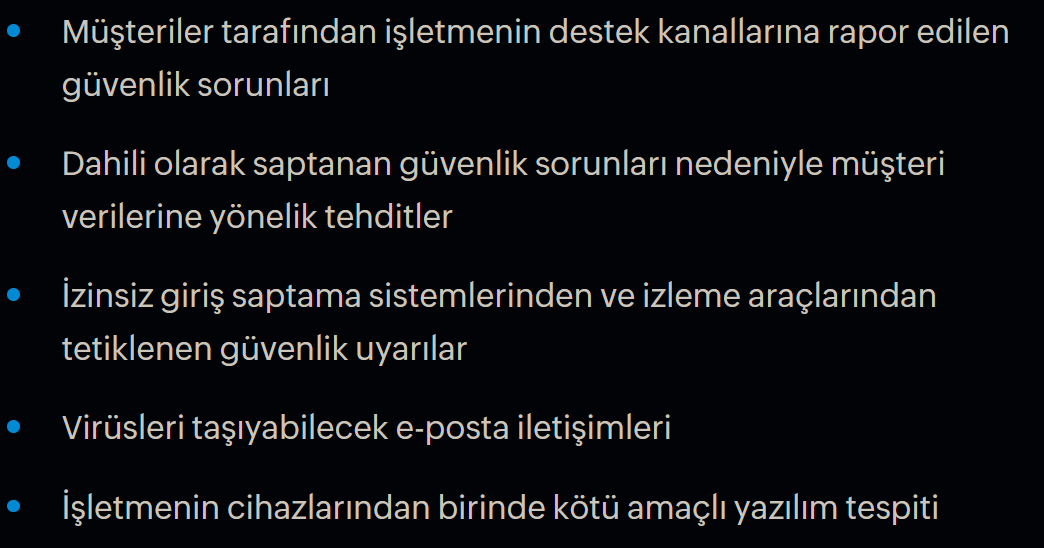 Müşteriler tarafından işletmenin destek kanallarına rapor edilen
güvenlik sorunları
Dahili olarak saptanan güvenlik sorunları nedeniyle müşteri
verilerine yönelik tehditler
İzinsiz giriş saptama sistemlerinden ve izleme araçlarından
tetiklenen güvenlik uyarılar
Virüsleri taşıyabilecek e-posta iletişimleri
İşletmenin cihazlarından birinde kötü amaçlı yazılım tespiti